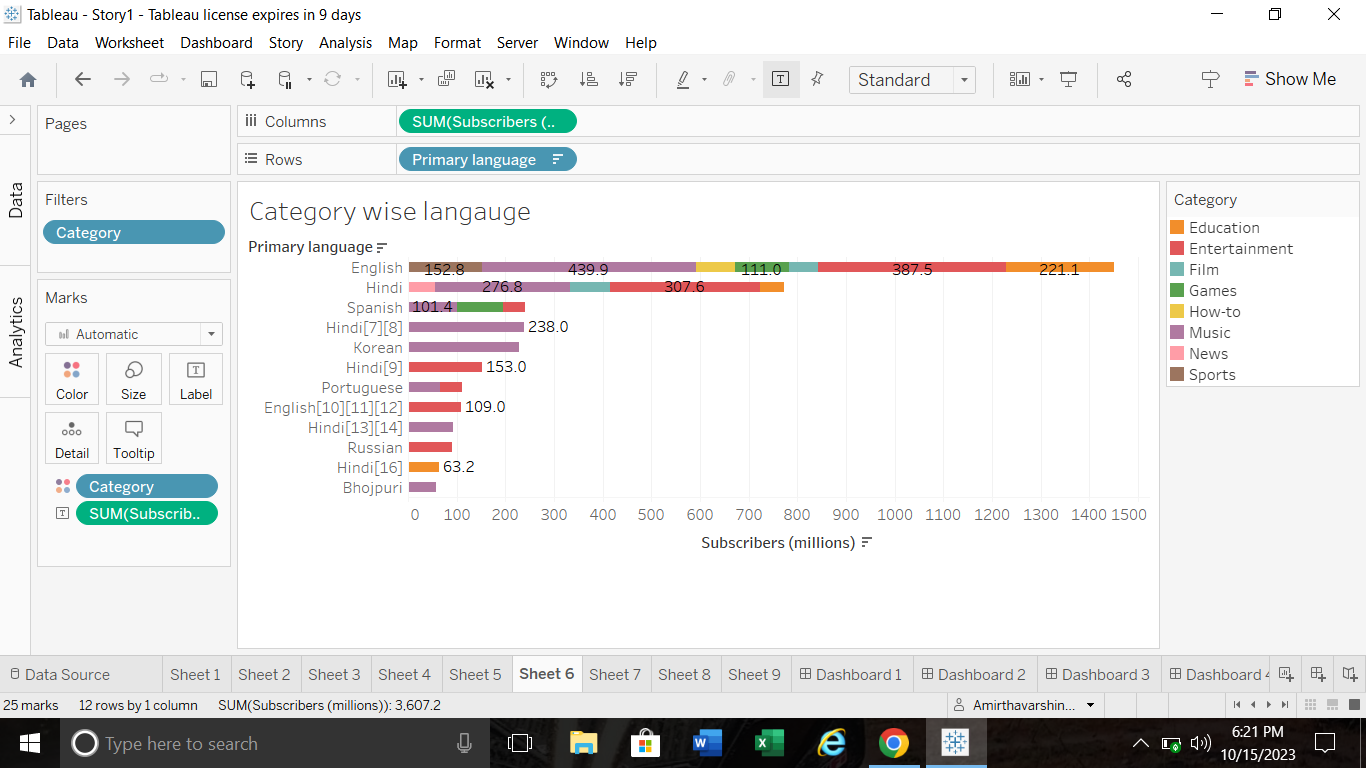 Tableau - Story1 - Tableau license expires in 9 days
File Data Worksheet Dashboard Story Analysis Map Format Server Window Help
Standard
Show Me
Pages
Columns
SUM(Subscribers (..
Rows
Primary language
Data
Analytics
Filters
Category
Marks
Automatic
Color Size Label
Detail Tooltip
Category
SUM(Subscrib..
Category wise langauge
Primary language
English 152.8 439.9 111.0 387.5 221.1
Hindi 276.8 307.6
Spanish 101.4
Hindi[7][8] 238.0
Korean
Hindi[9] 153.0
Portuguese
English[10][11][12] 109.0
Hindi[13][14]
Russian
Hindi[16] 63.2
Bhojpuri
0 100 200 300 400 500 600 700 800 900 1000 1100 1200 1300 1400 1500
Subscribers (millions)
Category
Education
Entertainment
Film
Games
How-to
Music
News
Sports
Data Source Sheet 1 Sheet 2 Sheet 3 Sheet 4 Sheet 5 Sheet 6 Sheet 7 Sheet 8 Sheet 9 Dashboard 1 Dashboard 2 Dashboard 3 Dashboard 4
25 marks 12 rows by 1 column SUM(Subscribers (millions)): 3,607.2 Amirthavarshin...
Type here to search
6:21 PM
10/15/2023